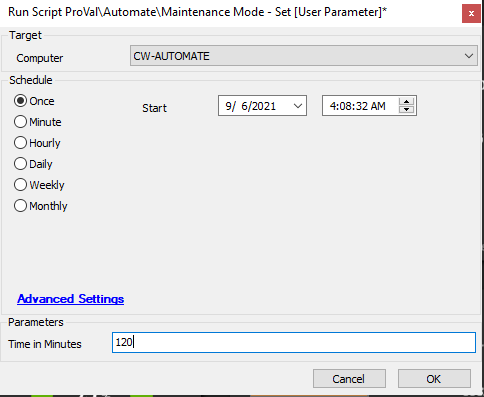 Run Script ProVal\Automate\Maintenance Mode - Set [User Parameter]*
x
Target
Computer CW-AUTOMATE
Schedule
Once Start 9/ 6/2021 4:08:32 AM
Minute
Hourly
Daily
Weekly
Monthly
Advanced Settings
Parameters
Time in Minutes 120
Cancel OK